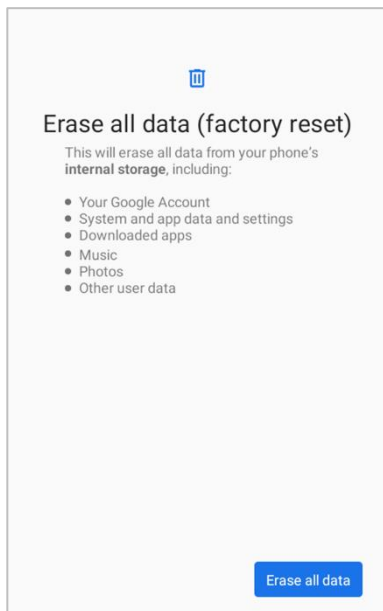 Erase all data (factory reset)
This will erase all data from your phone's
internal storage, including:
• Your Google Account
• System and app data and settings
• Downloaded apps
• Music
• Photos
• Other user data
Erase all data